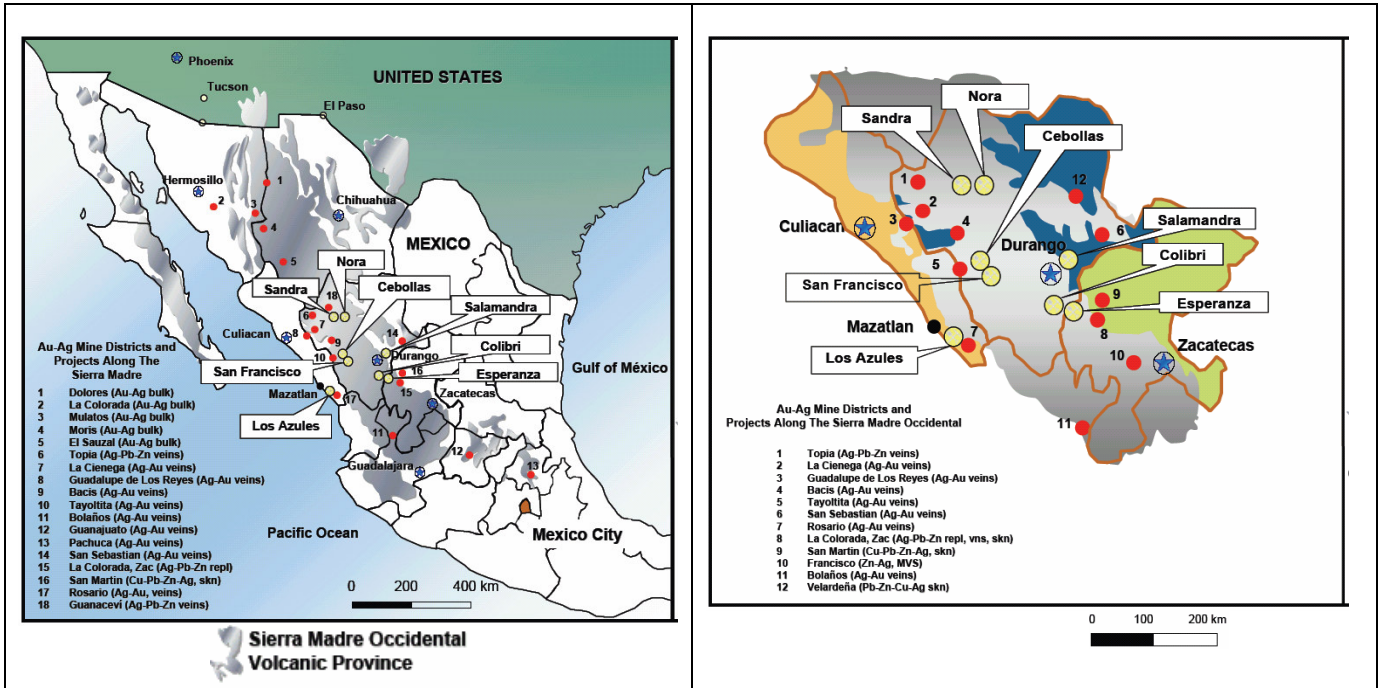 Phoenix
UNITED STATES
Tucson
El Paso
Hermosillo
1
2
3
Chihuahua
4
MEXICO
5
Nora
Sandra
18
Cebollas
6
Salamandra
7
Culiacan
8
9
14
Colibri
Au-Ag Mine Districts and
Projects Along The
Sierra Madre
10
Durango
San Francisco
16
Esperanza
Gulf of México
15
Zacatecas
Mazatlan
17
Los Azules
11
12
Guadalajara
13
Pacific Ocean
Mexico City
1 Dolores (Au-Ag bulk)
2 La Colorada (Au-Ag bulk)
3 Mulatos (Au-Ag bulk)
4 Moris (Au-Ag bulk)
5 El Sauzal (Au-Ag bulk)
6 Topia (Ag-Pb-Zn veins)
7 La Cienega (Ag-Au veins)
8 Guadalupe de Los Reyes (Ag-Au veins)
9 Bacis (Ag-Au veins)
10 Tayoltita (Ag-Au veins)
11 Bolaños (Ag-Au veins)
12 Guanajuato (Ag-Au veins)
13 Pachuca (Ag-Au veins)
14 San Sebastian (Ag-Au veins)
15 La Colorada, Zac (Ag-Pb-Zn repl)
16 San Martin (Cu-Pb-Zn-Ag, skn)
17 Rosario (Ag-Au, veins)
18 Guanacevi (Ag-Pb-Zn veins)
0 200 400 km
Sierra Madre Occidental
Volcanic Province
Nora
Sandra
Cebollas
1
12
2
Salamandra
3
4
Culiacan
Durango
6
Colibri
5
San Francisco
9
Esperanza
8
Mazatlan
7
Zacatecas
Los Azules
10
11
Au-Ag Mine Districts and
Projects Along The Sierra Madre Occidental
1 Topia (Ag-Pb-Zn veins)
2 La Cienega (Ag-Au veins)
3 Guadalupe de Los Reyes (Ag-Au veins)
4 Bacis (Ag-Au veins)
5 Tayoltita (Ag-Au veins)
6 San Sebastian (Ag-Au veins)
7 Rosario (Ag-Au veins)
8 La Colorada, Zac (Ag-Pb-Zn repl, vns, skn)
9 San Martin (Cu-Pb-Zn-Ag, skn)
10 Francisco (Zn-Ag, MVS)
11 Bolaños (Ag-Au veins)
12 Velardeña (Pb-Zn-Cu-Ag skn)
0 100 200 km